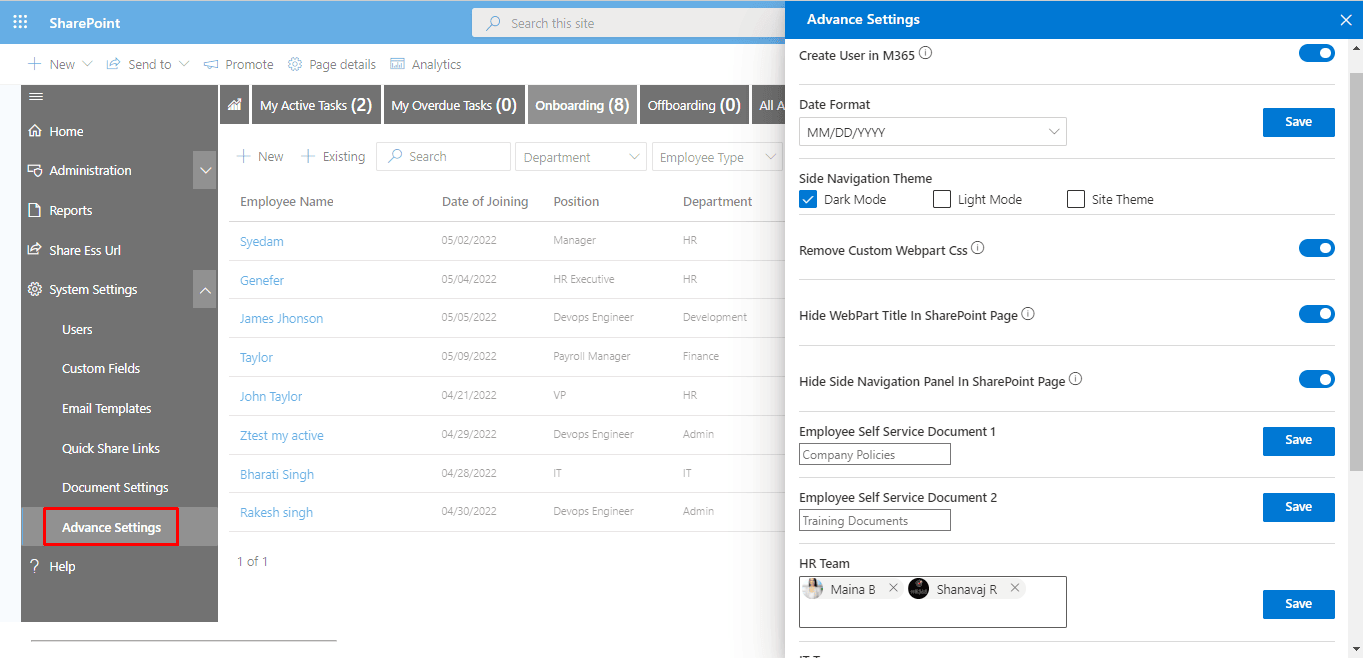 SharePoint
Search this site
New
Send to
Promote
Page details
Analytics
Home
Administration
Reports
Share Ess Url
System Settings
Users
Custom Fields
Email Templates
Quick Share Links
Document Settings
Advance Settings
? Help
My Active Tasks (2) My Overdue Tasks (0) Onboarding (8) Offboarding (0) All A
New Existing Search Department Employee Type
Employee Name Date of Joining Position Department
Syedam 05/02/2022 Manager HR
Genefer 05/04/2022 HR Executive HR
James Jhonson 05/05/2022 Devops Engineer Development
Taylor 05/09/2022 Payroll Manager Finance
John Taylor 04/21/2022 VP HR
Ztest my active 04/29/2022 Devops Engineer Admin
Bharati Singh 04/28/2022 IT IT
Rakesh singh 04/30/2022 Devops Engineer Admin
1 of 1
Advance Settings
Create User in M365
Date Format
MM/DD/YYYY
Save
Side Navigation Theme
Dark Mode Light Mode Site Theme
Remove Custom Webpart Css
Hide WebPart Title In SharePoint Page
Hide Side Navigation Panel In SharePoint Page
Employee Self Service Document 1
Company Policies
Save
Employee Self Service Document 2
Training Documents
Save
HR Team
Maina B Shanavaj R
Save